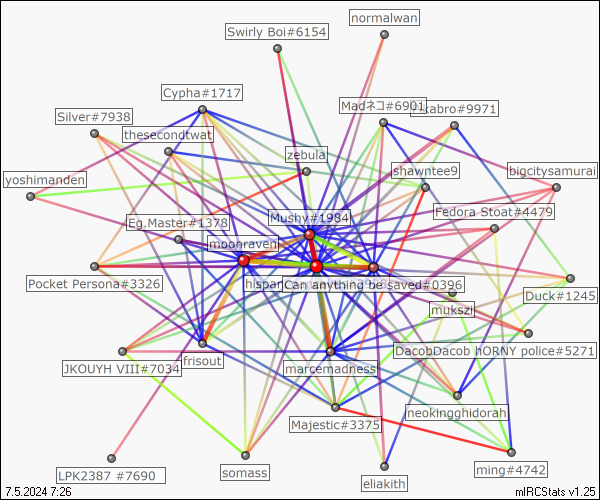 normalwan
Swirly Boi#6154
Cypha#1717
Madネコ#6901
kabro#9971
Silver#7938
thesecondtwat
zebula
shawntee9
bigcitysamurai
yoshimanden
Mushy#1984
Fedora Stoat#4479
Eg.Master#1378
moonraven
Pocket Persona#3326
hispar
Can anything be saved#0396
Duck#1245
mukszi
DacobDacob hORNY police#5271
JKOUYH VIII#7034
frisout
marcemadness
Majestic#3375
neokingghidorah
LPK2387 #7690
somass
eliakith
ming#4742
7.5.2024 7:26
mIRCStats v1.25